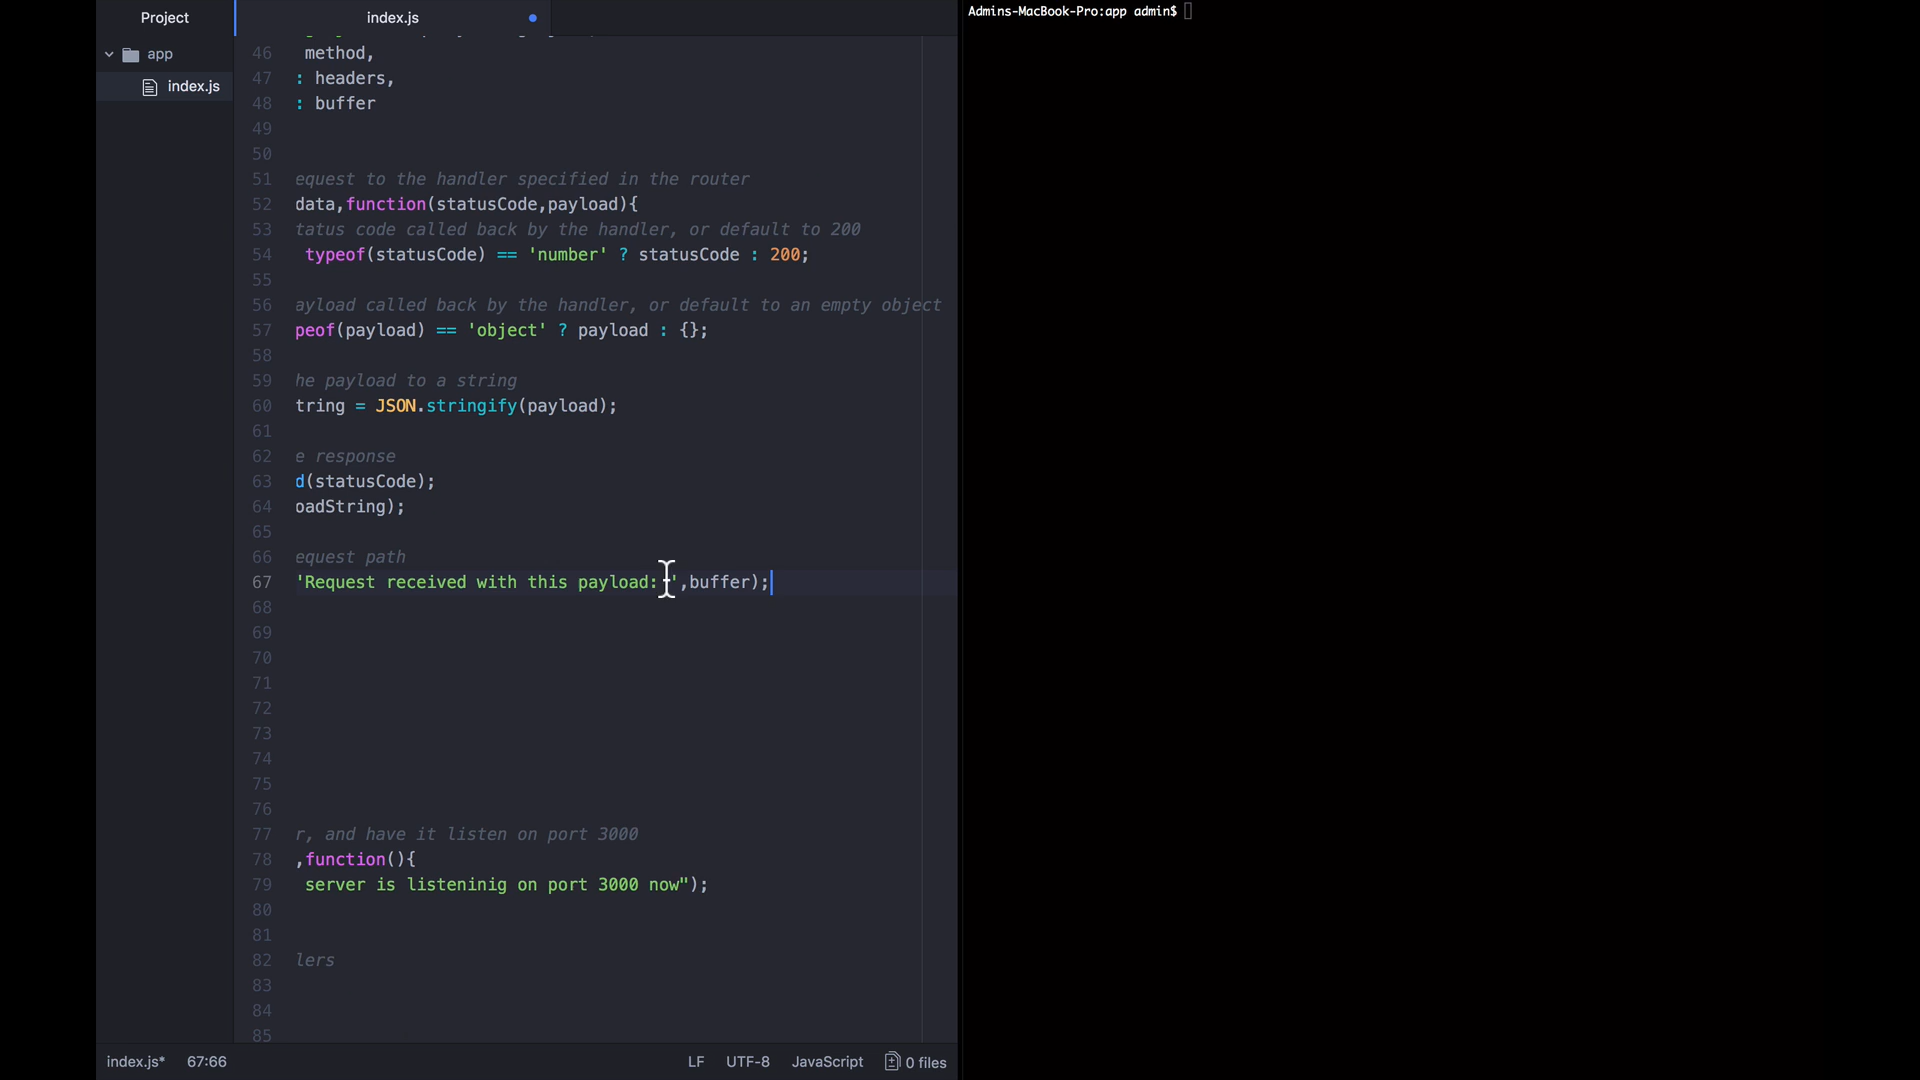 Project
index.js
app
index.js
46 method,
47 : headers,
48 : buffer
49
50
51 equest to the handler specified in the router
52 data,function(statusCode,payload){
53 tatus code called back by the handler, or default to 200
54 typeof(statusCode) == 'number' ? statusCode : 200;
55
56 ayload called back by the handler, or default to an empty object
57 peof(payload) == 'object' ? payload : {};
58
59 he payload to a string
60 tring = JSON.stringify(payload);
61
62 e response
63 d(statusCode);
64 oadString);
65
66 equest path
67 'Request received with this payload: ',buffer);
68
69
70
71
72
73
74
75
76
77 r, and have it listen on port 3000
78 ,function(){
79 server is listeninig on port 3000 now");
80
81
82 lers
83
84
85
index.js* 67:66 LF UTF-8 JavaScript 0 files
Admins-MacBook-Pro:app admin$